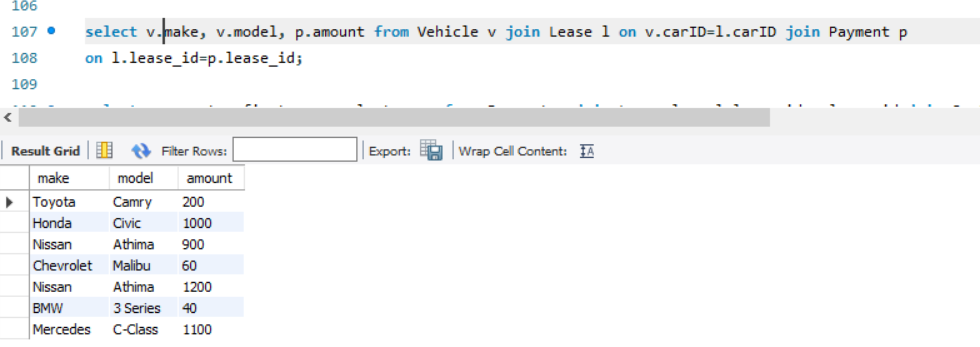 106
107 select v.make, v.model, p.amount from Vehicle v join Lease l on v.carID=l.carID join Payment p
108 on l.lease_id=p.lease_id;
109
Result Grid Filter Rows: Export: Wrap Cell Content: IA
make model amount
Toyota Camry 200
Honda Civic 1000
Nissan Athima 900
Chevrolet Malibu 60
Nissan Athima 1200
BMW 3 Series 40
Mercedes C-Class 1100